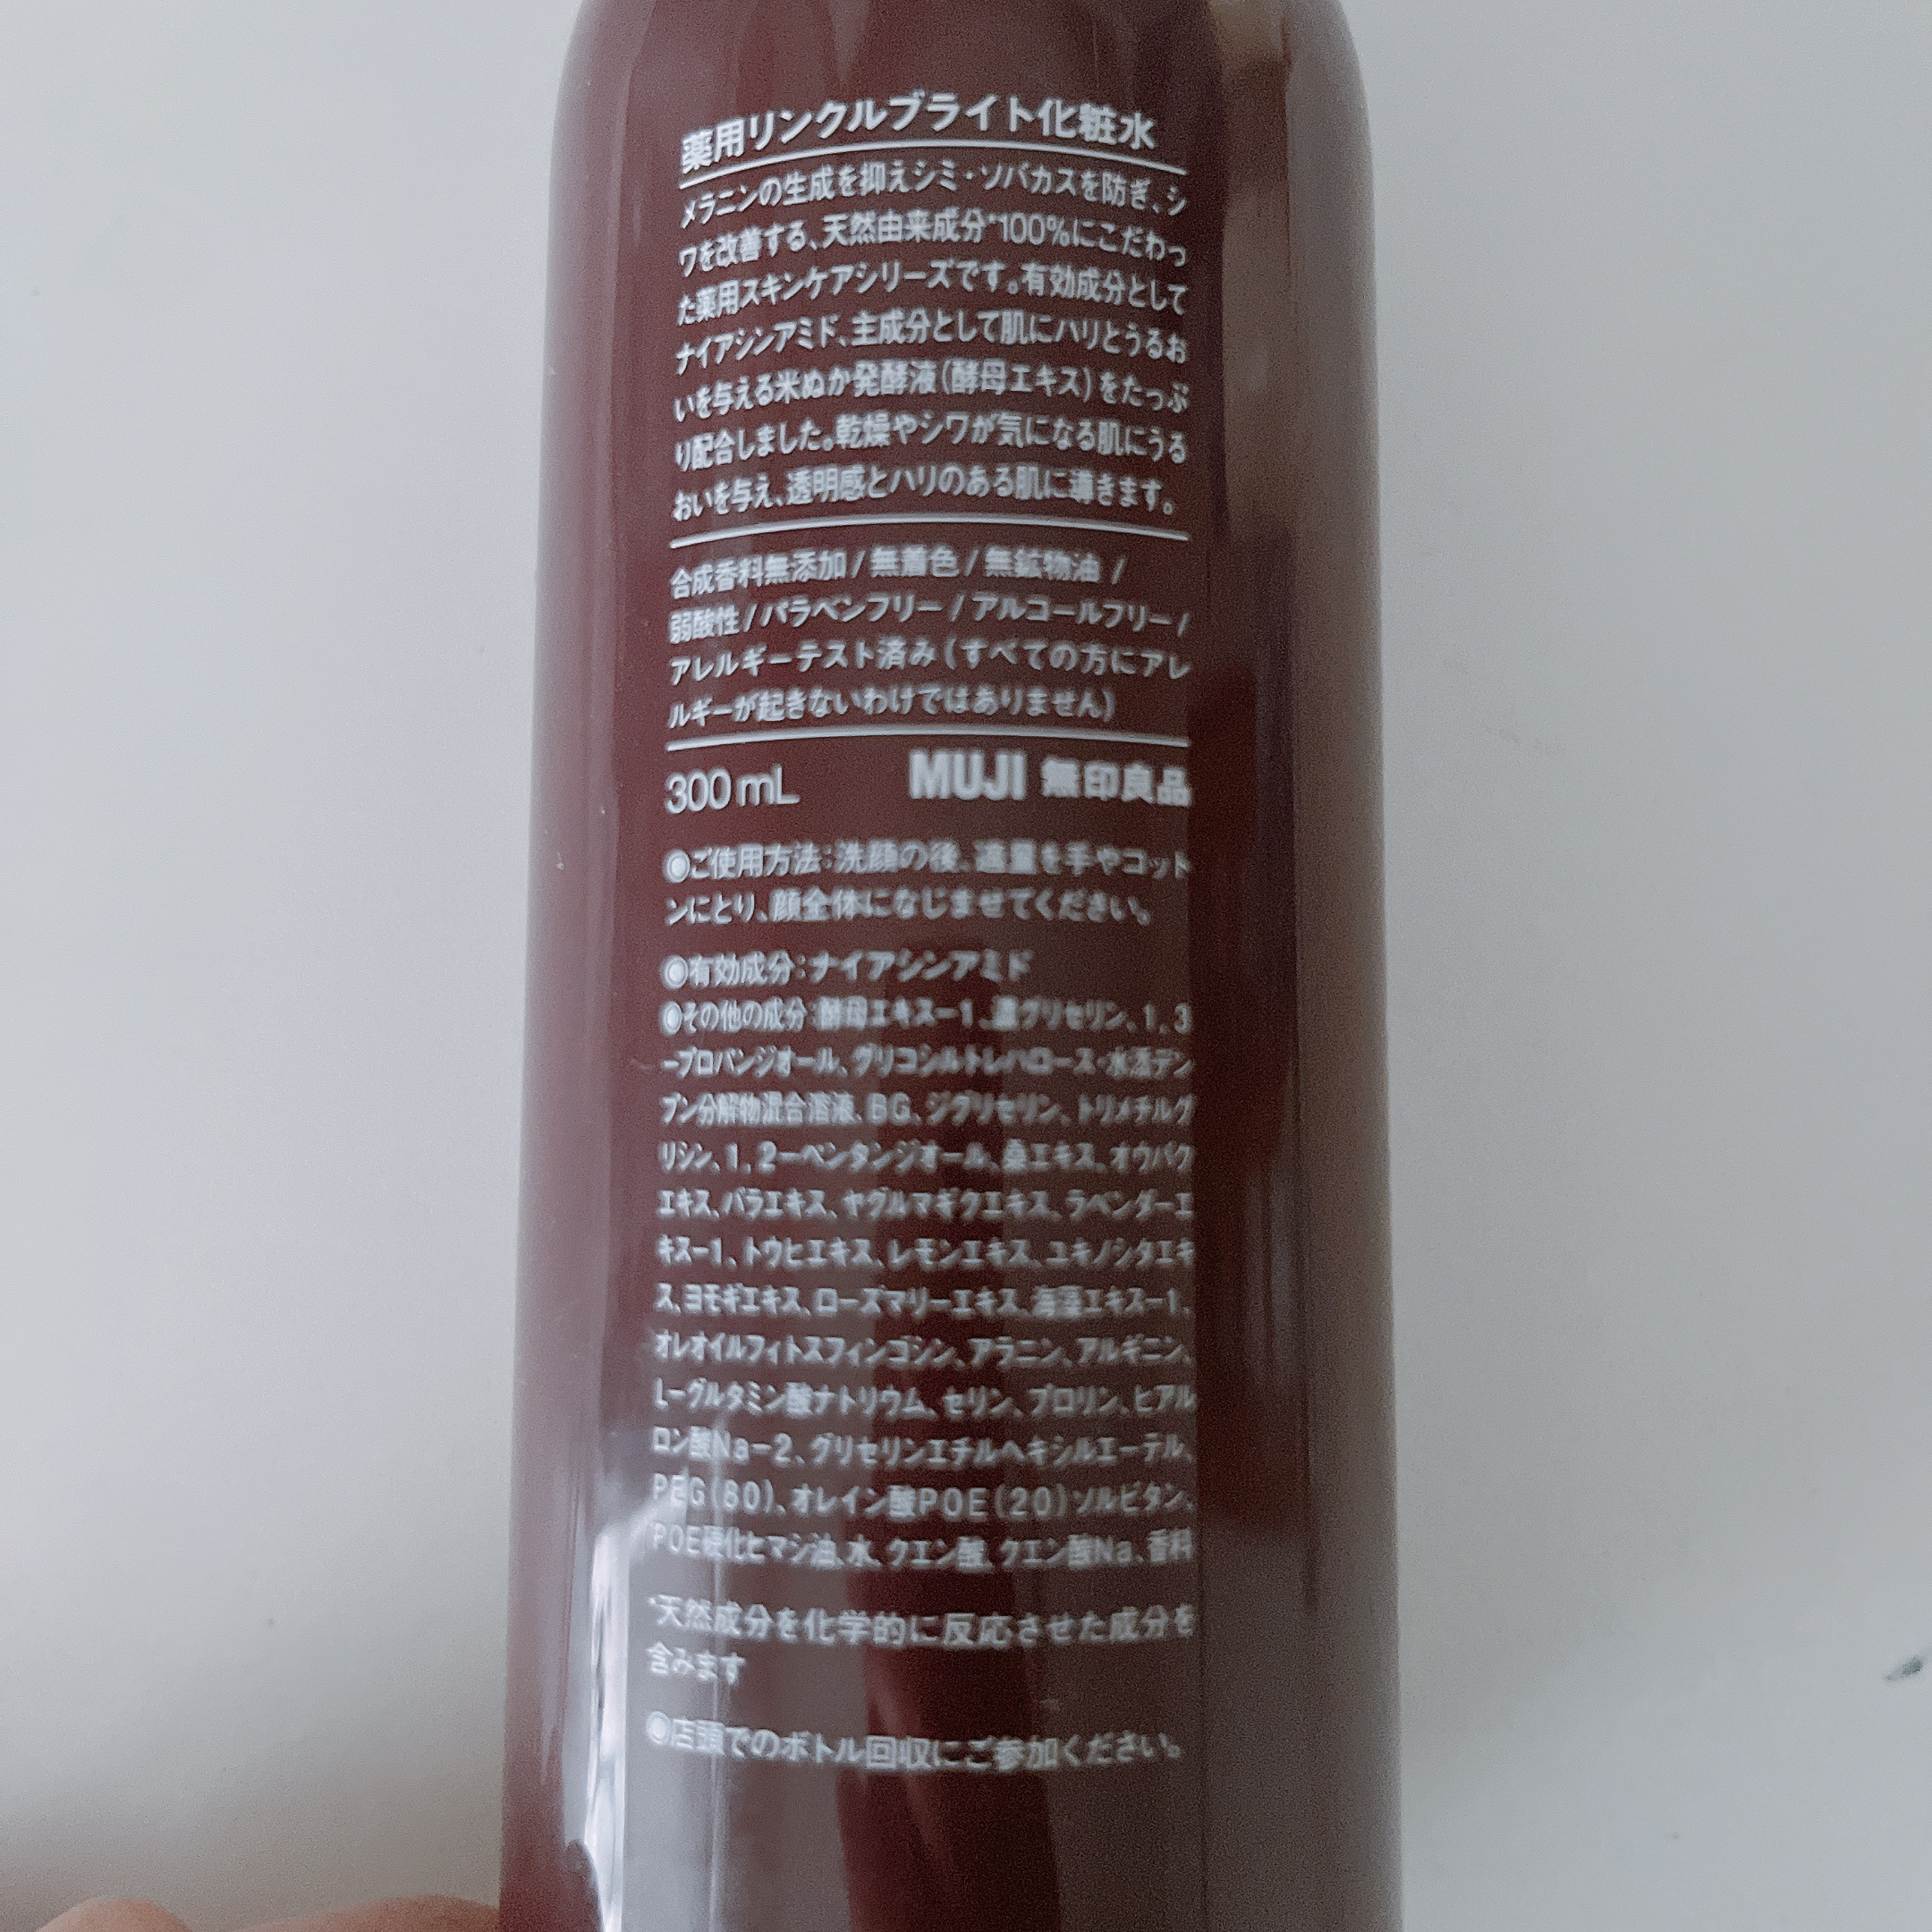 薬用リンクルブライト化粧水
メラニンの生成を抑えシミ・ソバカスを防ぎ、シ
ワを改善する、天然由来成分*100%にこだわっ
た薬用スキンケアシリーズです。有効成分として
ナイアシンアミド、主成分として肌にハリとうるお
いを与える米ぬか発酵液(酵母エキス)をたっぷ
り配合しました。乾燥やシワが気になる肌にうる
おいを与え、透明感とハリのある肌に導きます。
合成香料無添加/無着色/無鉱物油/
弱酸性/パラベンフリー/アルコールフリー/
アレルギーテスト済み(すべての方にアレ
ルギーが起きないわけではありません)
300mL MUJI 無印良品
◉ご使用方法:洗顔の後、適量を手やコット
ンにとり、顔全体になじませてください。
◉有効成分:ナイアシンアミド
◉その他の成分:酵母エキス-1、濃グリセリン、1,3
-プロパンジオール、グリコシルトレハロース・水添デン
プン分解物混合溶液、BG、ジグリセリン、トリメチルグ
リシン、1,2-ペンタンジオール、桑エキス、オウバク
エキス、バラエキス、ヤグルマギクエキス、ラベンダーエ
キス-1、トウヒエキス、レモンエキス、ユキノシタエキ
ス、ヨモギエキス、ローズマリーエキス、海藻エキス-1、
オレオイルフィトスフィンゴシン、アラニン、アルギニン、
L-グルタミン酸ナトリウム、セリン、プロリン、ヒアル
ロン酸Na-2、グリセリンエチルヘキシルエーテル、
、オレイン酸POE(20)ソルビタン、
POE硬化ヒマシ油、水、クエン酸、クエン酸Na、香料
*天然成分を化学的に反応させた成分を
含みます
◉店頭でのボトル回収にご参加ください。